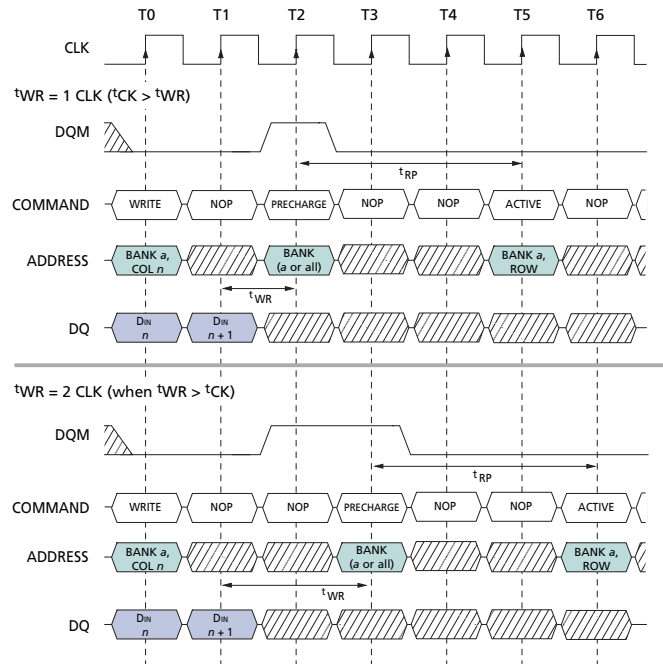 T0 T1 T2 T3 T4 T5 T6
CLK
tWR = 1 CLK (tCK > tWR)
DQM
tRP
COMMAND WRITE NOP PRECHARGE NOP NOP ACTIVE NOP
ADDRESS BANK a, COL n BANK (a or all) BANK a, ROW
tWR
DQ DIN n DIN n + 1
tWR = 2 CLK (when tWR > tCK)
DQM
tRP
COMMAND WRITE NOP NOP PRECHARGE NOP NOP ACTIVE
ADDRESS BANK a, COL n BANK (a or all) BANK a, ROW
tWR
DQ DIN n DIN n + 1